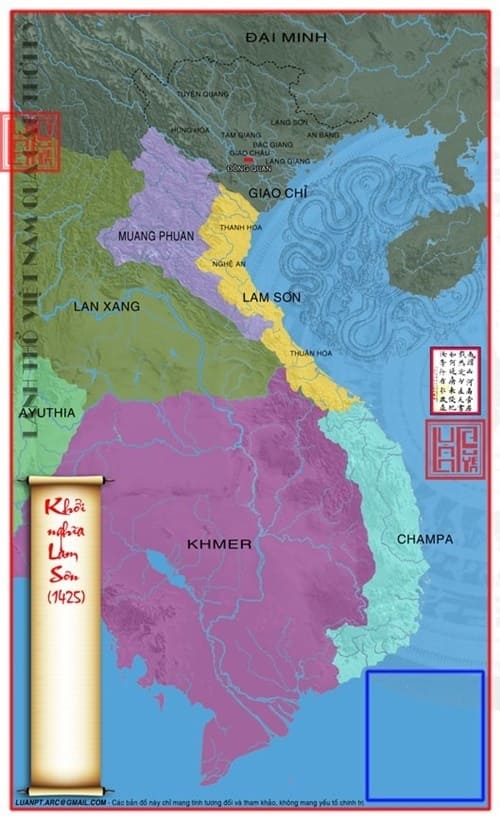 ĐẠI MINH
TUYÊN QUANG
LẠNG SƠN
HƯNG HÓA
TAM GIANG
AN BANG
BẮC GIANG
GIAO CHÂU
LẠNG GIANG
ĐÔNG QUAN
GIAO CHỈ
THANH HÓA
MUANG PHUAN
NGHỆ AN
LAN XANG
LAM SƠN
THUẬN HÓA
AYUTHIA
KHMER
CHAMPA
Khởi
nghĩa
Lam
Sơn
(1425)
LÃNH THỔ VIỆT NAM QUA
LUANPT.ARC@GMAIL.COM - Các bản đồ này chỉ mang tính tương đối và tham khảo, không mang yếu tố chính trị